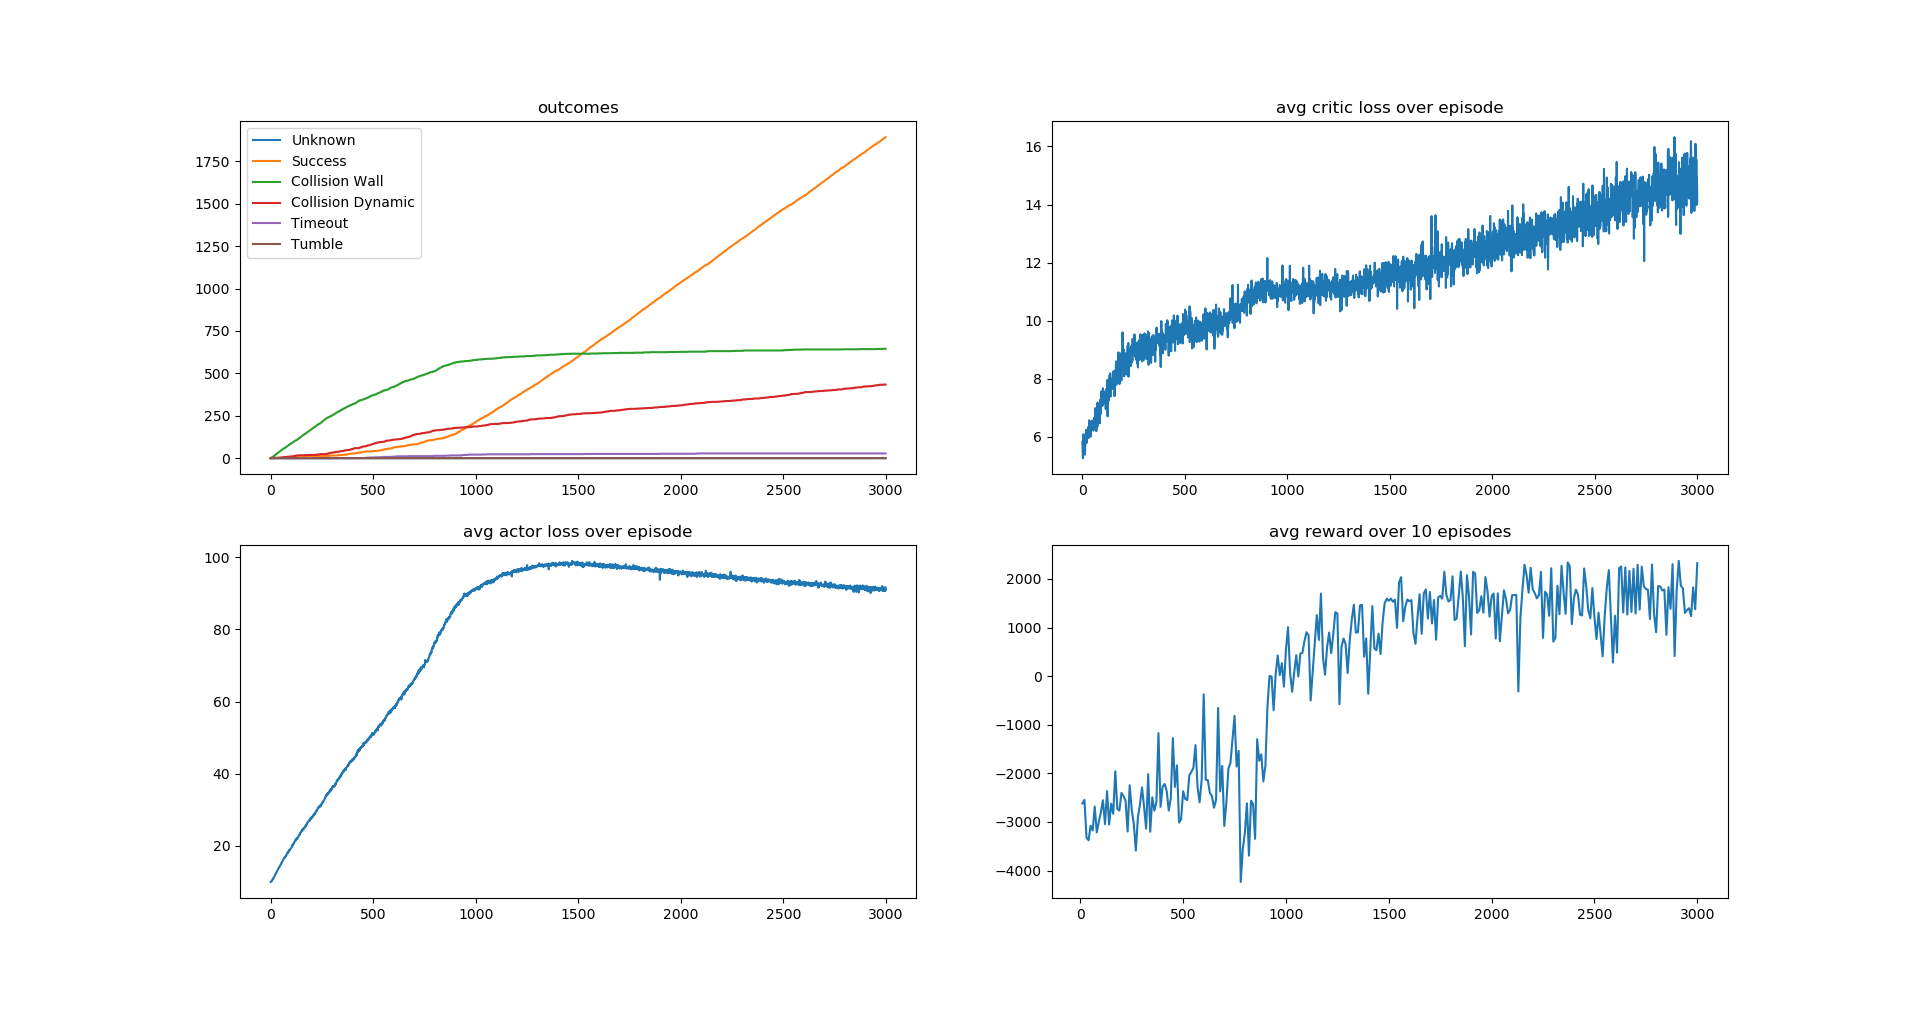 outcomes
Unknown
Success
Collision Wall
Collision Dynamic
Timeout
Tumble
1750
1500
1250
1000
750
500
250
0
0 500 1000 1500 2000 2500 3000
avg critic loss over episode
16
14
12
10
8
6
0 500 1000 1500 2000 2500 3000
avg actor loss over episode
100
80
60
40
20
0 500 1000 1500 2000 2500 3000
avg reward over 10 episodes
2000
1000
0
−1000
−2000
−3000
−4000
0 500 1000 1500 2000 2500 3000